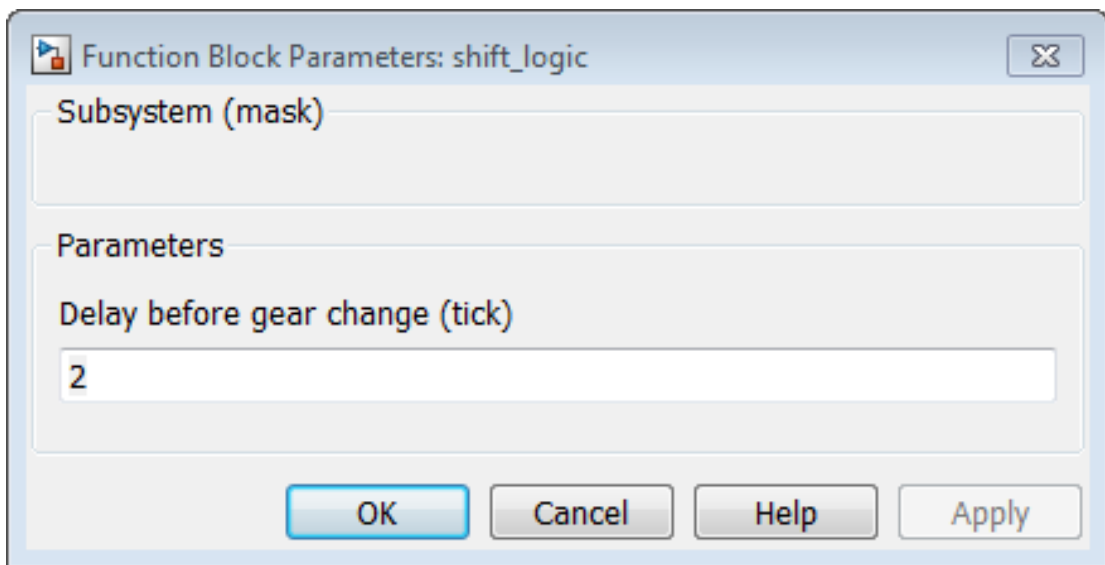 Function Block Parameters: shift_logic
Subsystem (mask)
Parameters
Delay before gear change (tick)
2
OK Cancel Help Apply